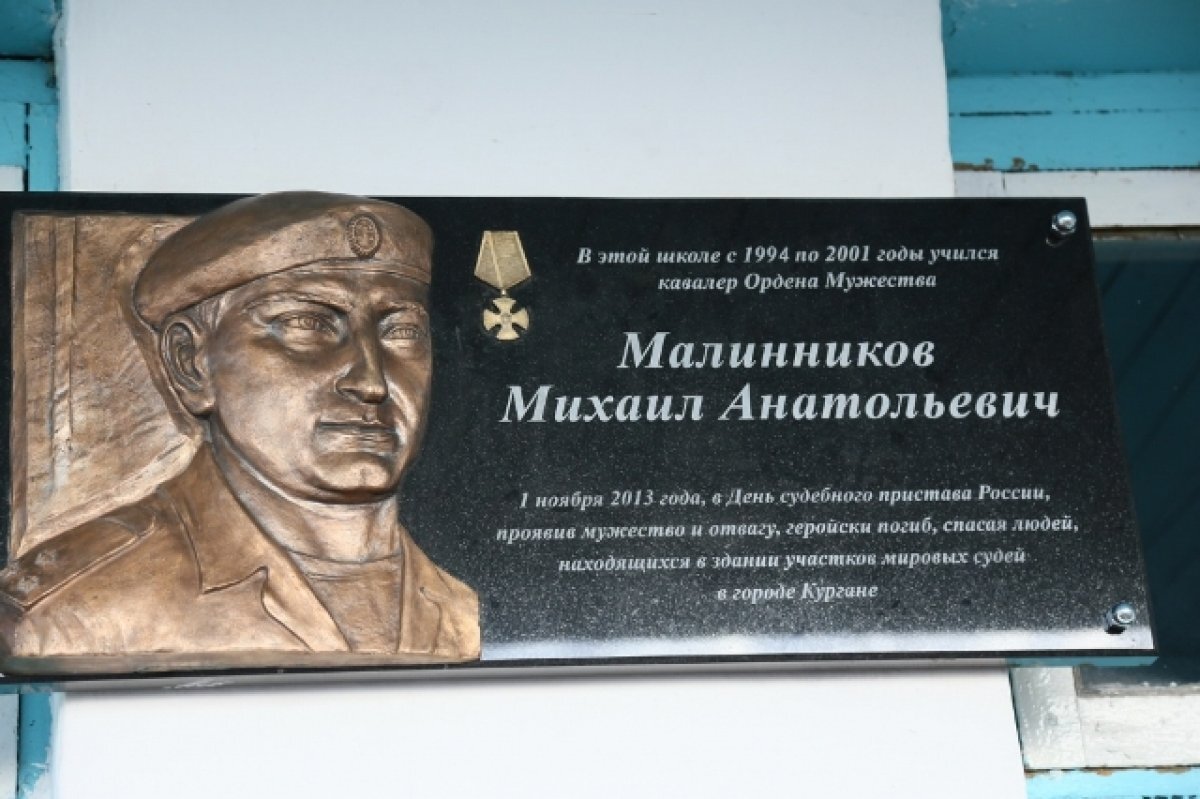 В этой школе с 1994 по 2001 годы учился
кавалер Ордена Мужества
Малинников
Михаил Анатольевич
1 ноября 2013 года, в День судебного пристава России,
проявив мужество и отвагу, геройски погиб, спасая людей,
находящихся в здании участков мировых судей
в городе Кургане